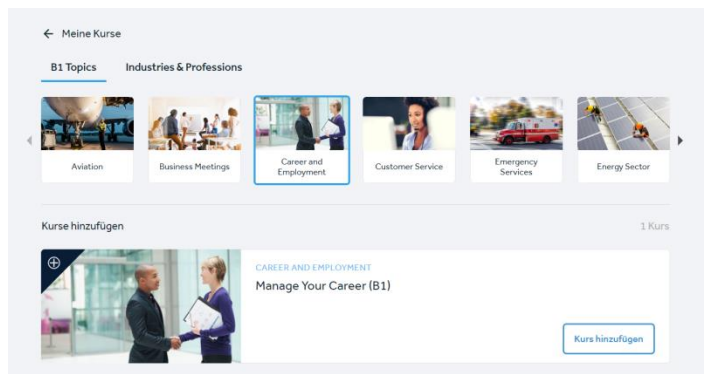 ← Meine Kurse
B1 Topics Industries & Professions
Aviation
Business Meetings
Career and
Employment
Customer Service
Emergency
Services
Energy Sector
Kurse hinzufügen 1 Kurs
CAREER AND EMPLOYMENT
Manage Your Career (B1)
Kurs hinzufügen